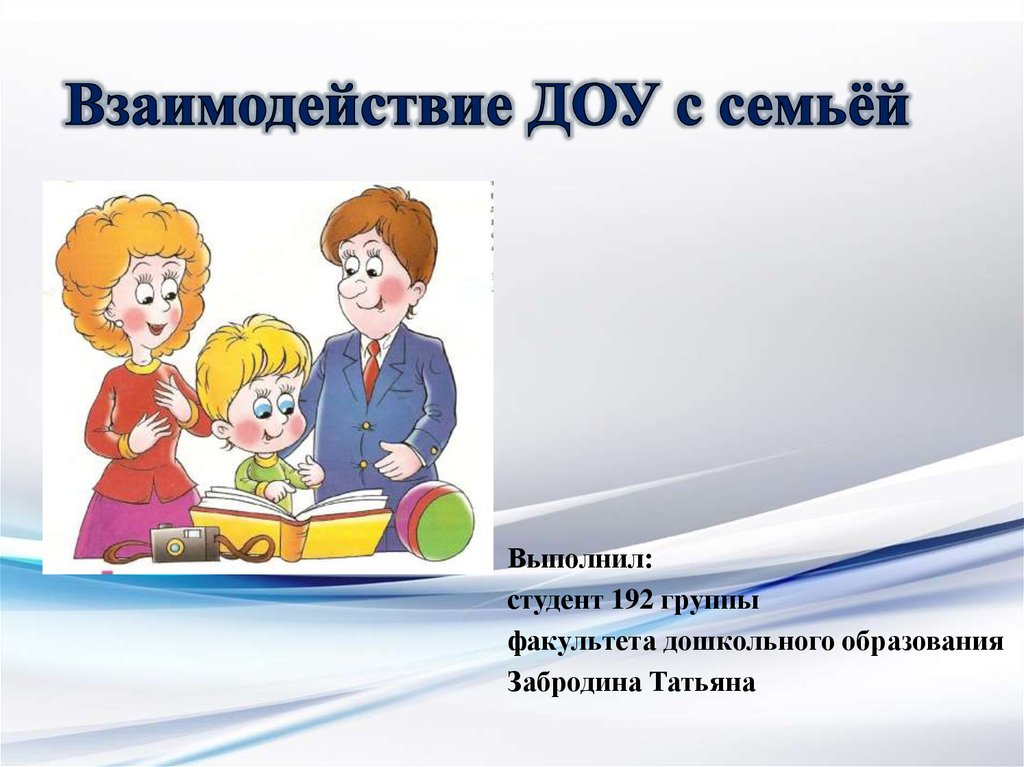 Взаимодействие ДОУ с семьёй
Выполнил:
студент 192 группы
факультета дошкольного образования
Забродина Татьяна